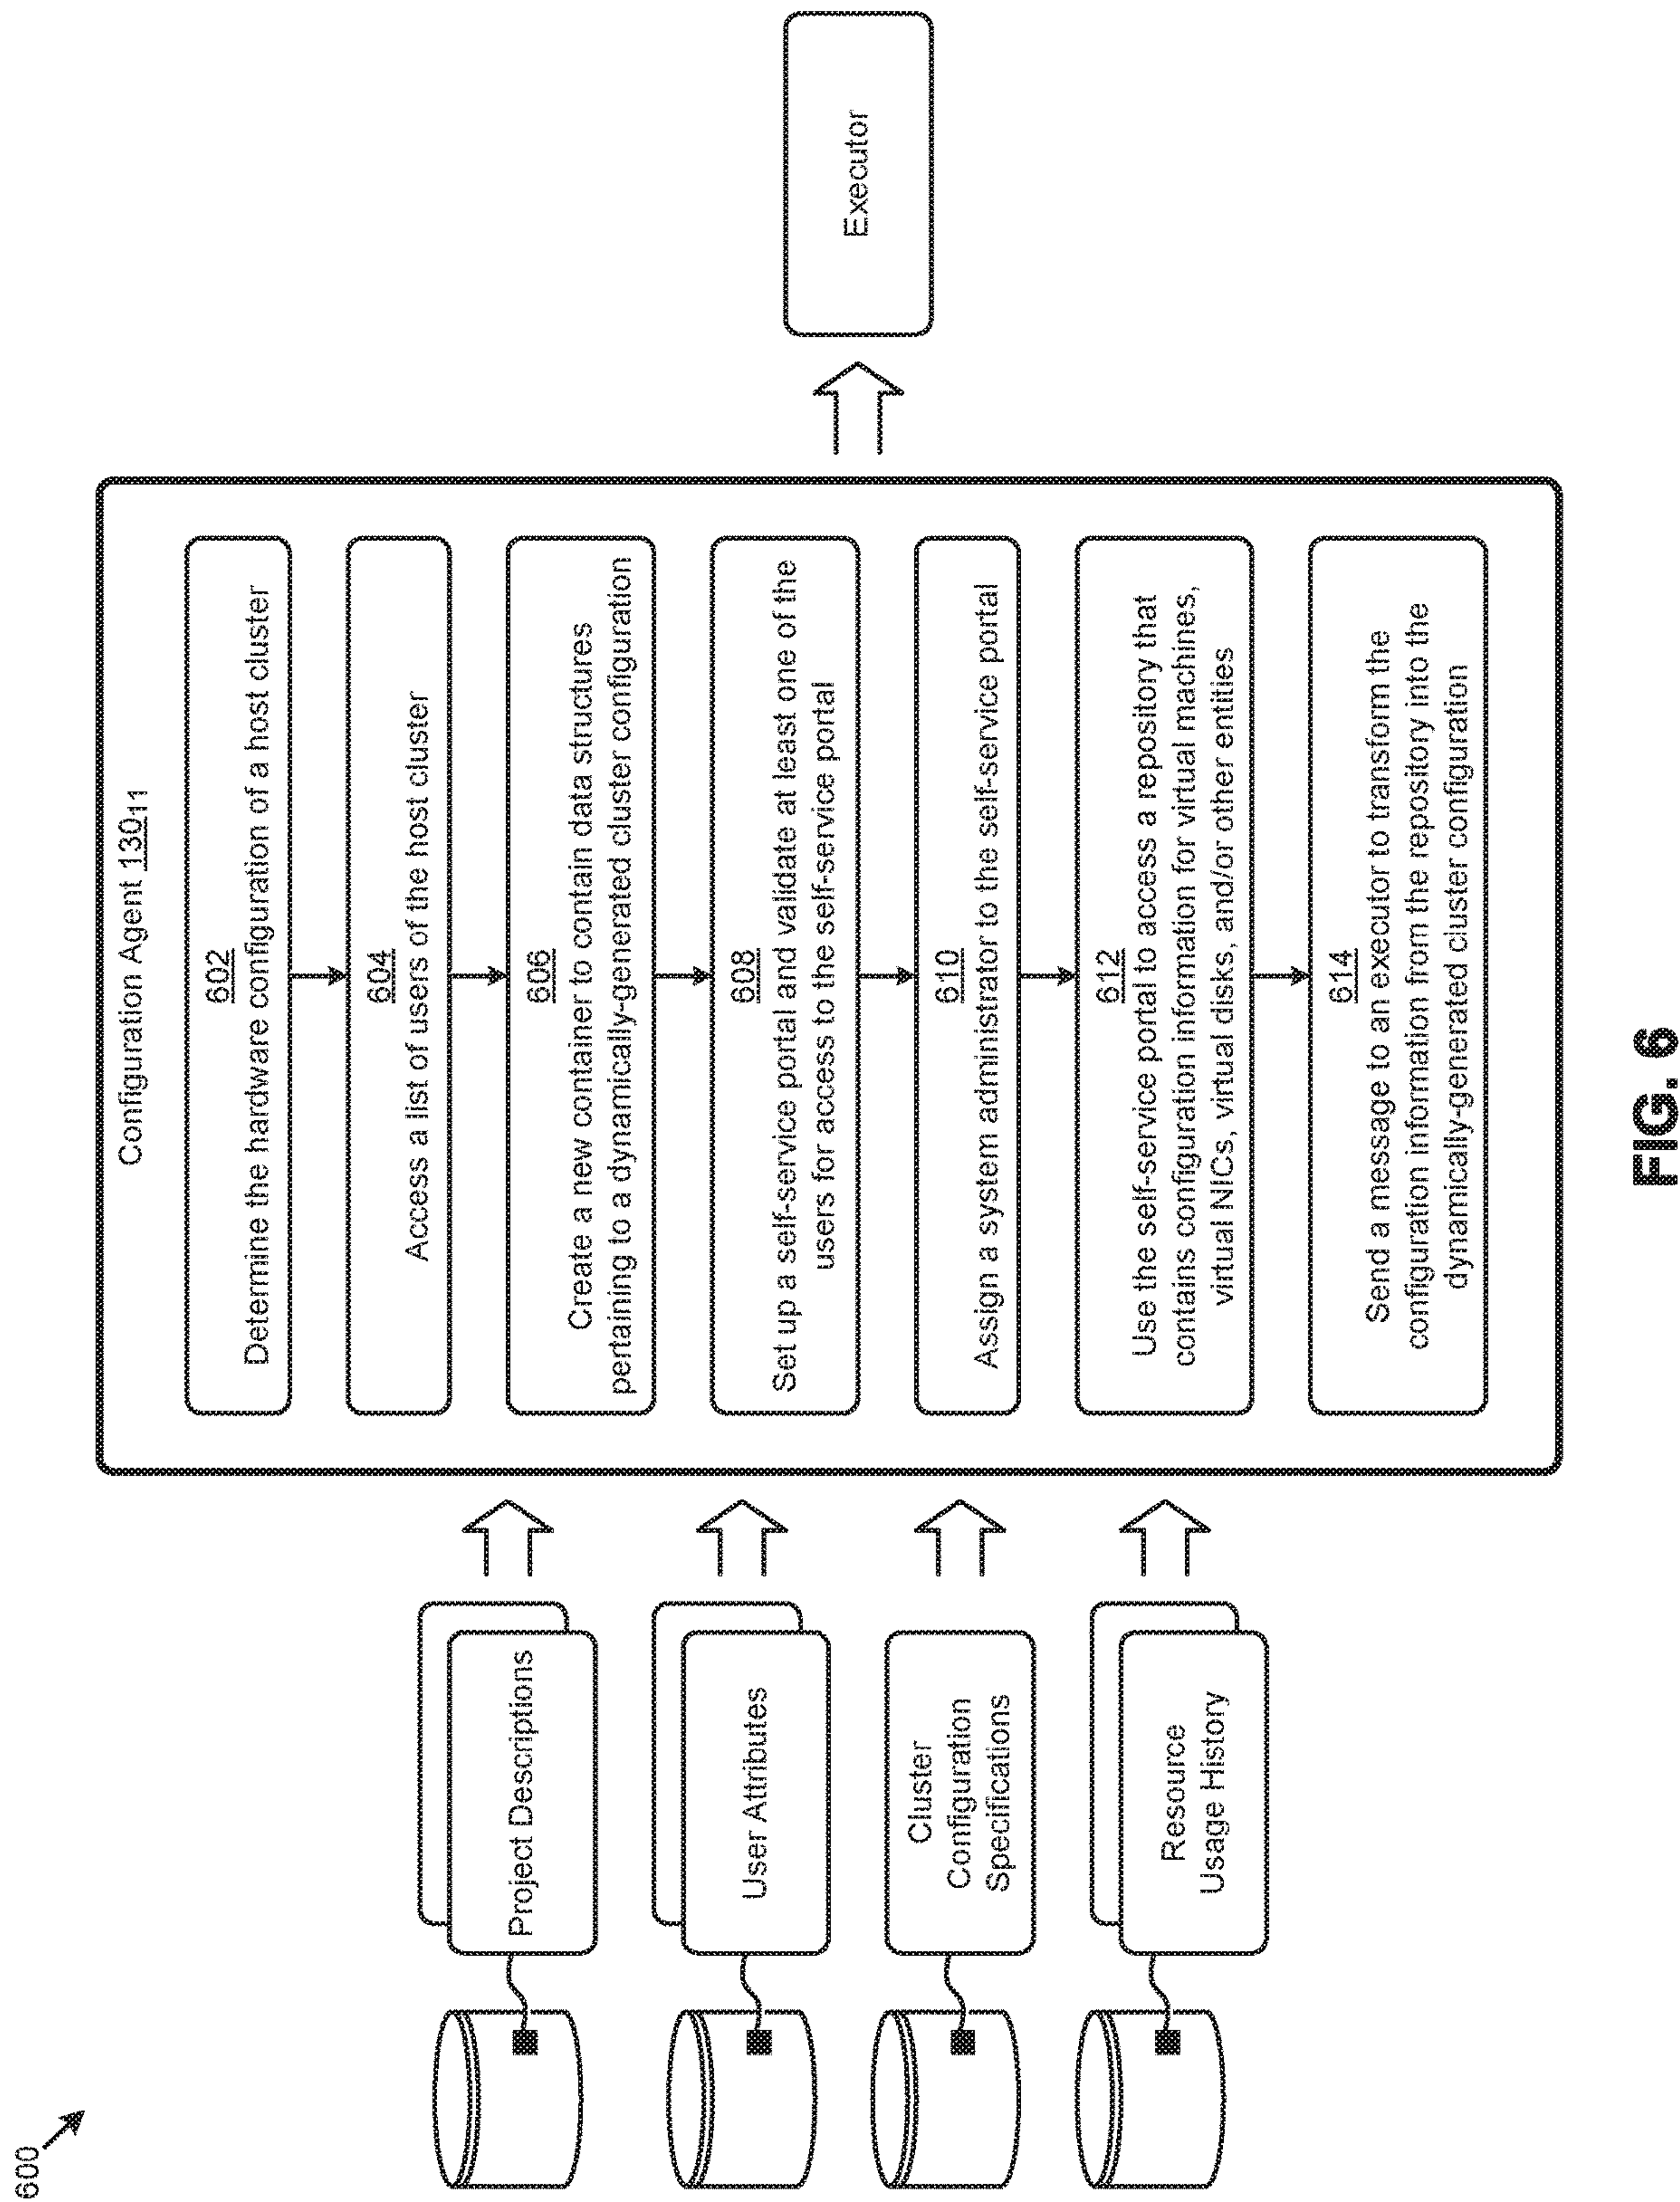 600
Project Descriptions
User Attributes
Cluster
Configuration
Specifications
Resource
Usage History
Configuration Agent 130₁₁
602
Determine the hardware configuration of a host cluster
604
Access a list of users of the host cluster
606
Create a new container to contain data structures
pertaining to a dynamically-generated cluster configuration
608
Set up a self-service portal and validate at least one of the
users for access to the self-service portal
610
Assign a system administrator to the self-service portal
612
Use the self-service portal to access a repository that
contains configuration information for virtual machines,
virtual NICs, virtual disks, and/or other entities
614
Send a message to an executor to transform the
configuration information from the repository into the
dynamically-generated cluster configuration
Executor
FIG. 6